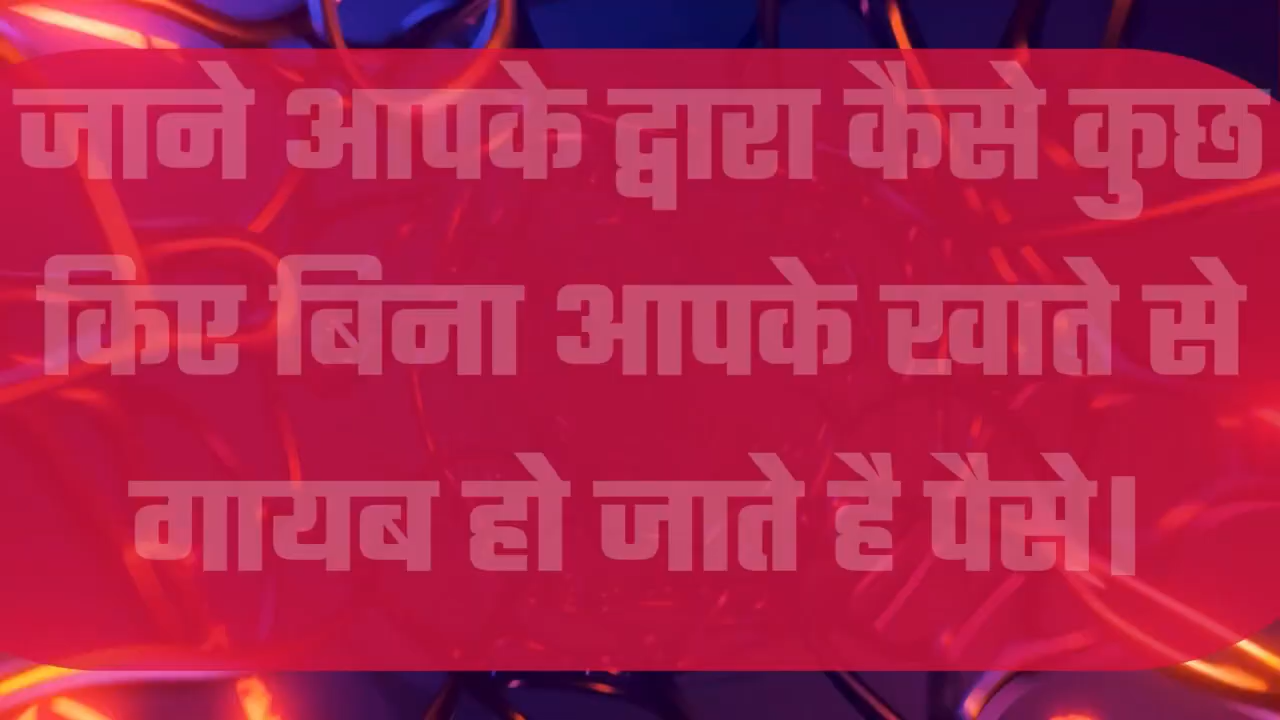 जाने आपके द्वारा कैसे कुछ
किए बिना आपके खाते से
गायब हो जाते है पैसे।